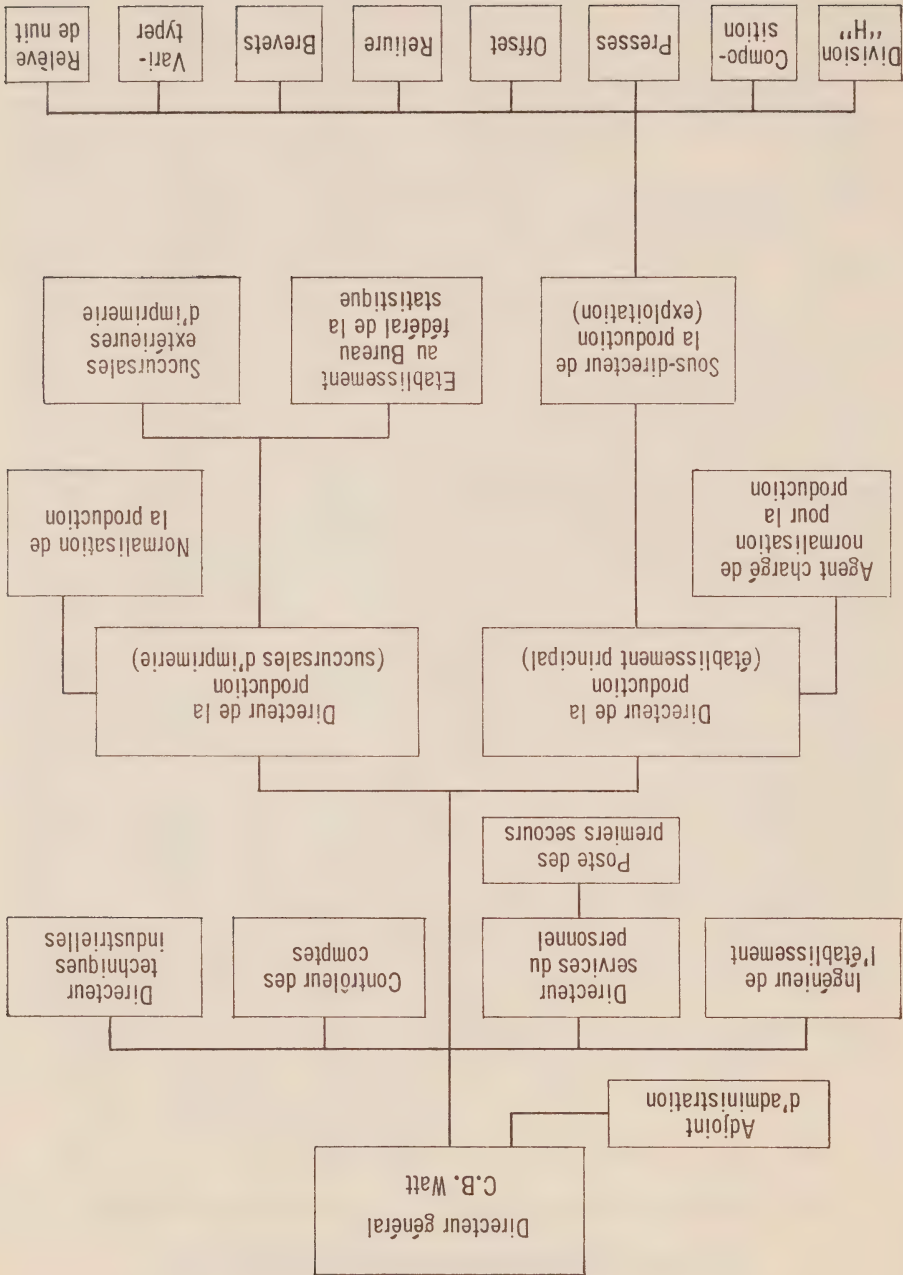 Directeur général
C.B. Watt
Adjoint
d'administration
Ingénieur de
l'établissement
Directeur
services du
personnel
Contrôleur des
comptes
Directeur
techniques
industrielles
Poste des
premiers secours
Directeur de la
production
(établissement principal)
Directeur de la
production
(succursales d'imprimerie)
Agent chargé de
normalisation
pour la
production
Normalisation de
la production
Sous-directeur de
la production
(exploitation)
Etablissement
au Bureau
fédéral de la
statistique
Succursales
extérieures
d'imprimerie
Division
"H"
Compo-
sition
Presses
Offset
Reliure
Brevets
Vari-
typer
Relève
de nuit